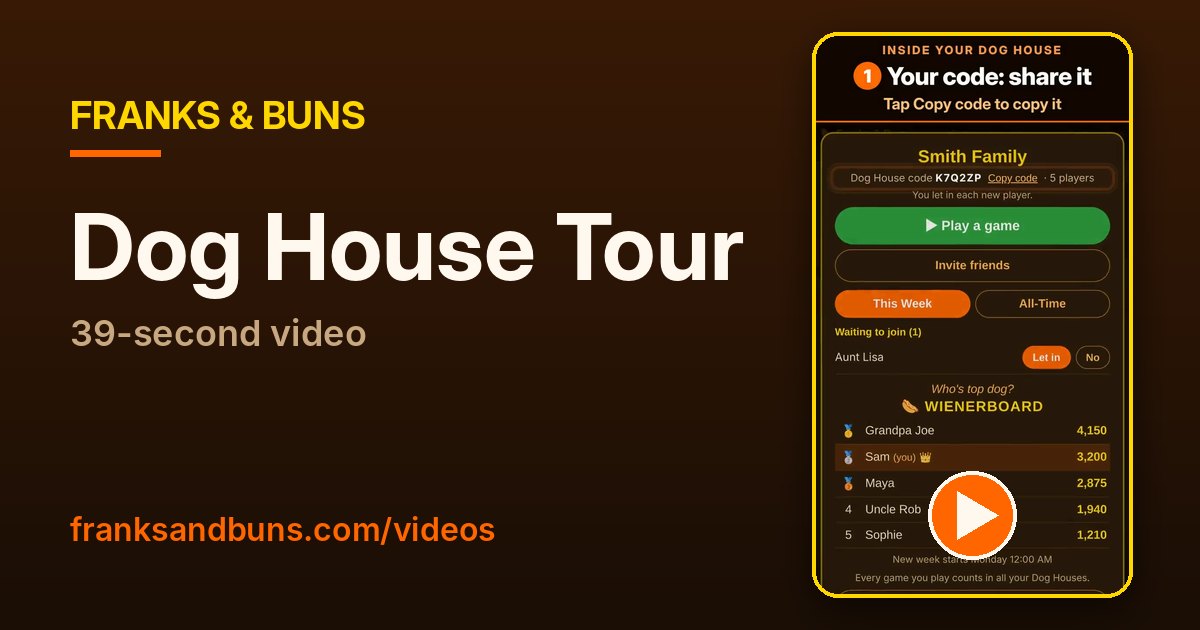 FRANKS & BUNS
Dog House Tour
39-second video
franksandbuns.com/videos
INSIDE YOUR DOG HOUSE
1 Your code: share it
Tap Copy code to copy it
Smith Family
Dog House code K7Q2ZP Copy code · 5 players
You let in each new player.
▶ Play a game
Invite friends
This Week All-Time
Waiting to join (1)
Aunt Lisa Let in No
Who's top dog?
🌭 WIENERBOARD
🥇 Grandpa Joe 4,150
🥈 Sam (you) 👑 3,200
🥉 Maya 2,875
4 Uncle Rob 1,940
5 Sophie 1,210
New week starts Monday 12:00 AM
Every game you play counts in all your Dog Houses.